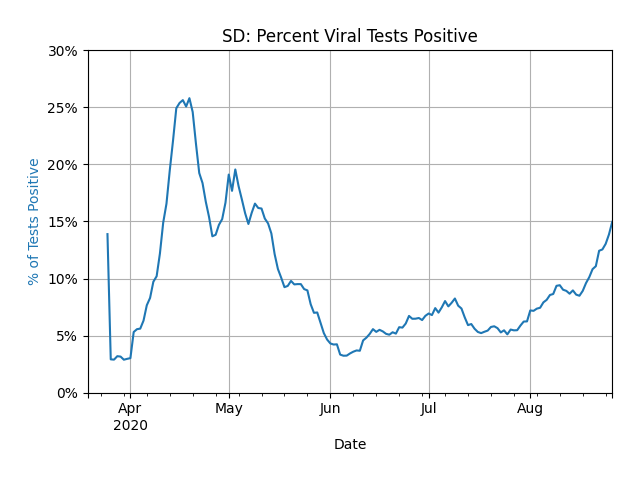 SD: Percent Viral Tests Positive
30%
25%
20%
15%
10%
5%
0%
% of Tests Positive
Apr
2020
May
Jun
Jul
Aug
Date